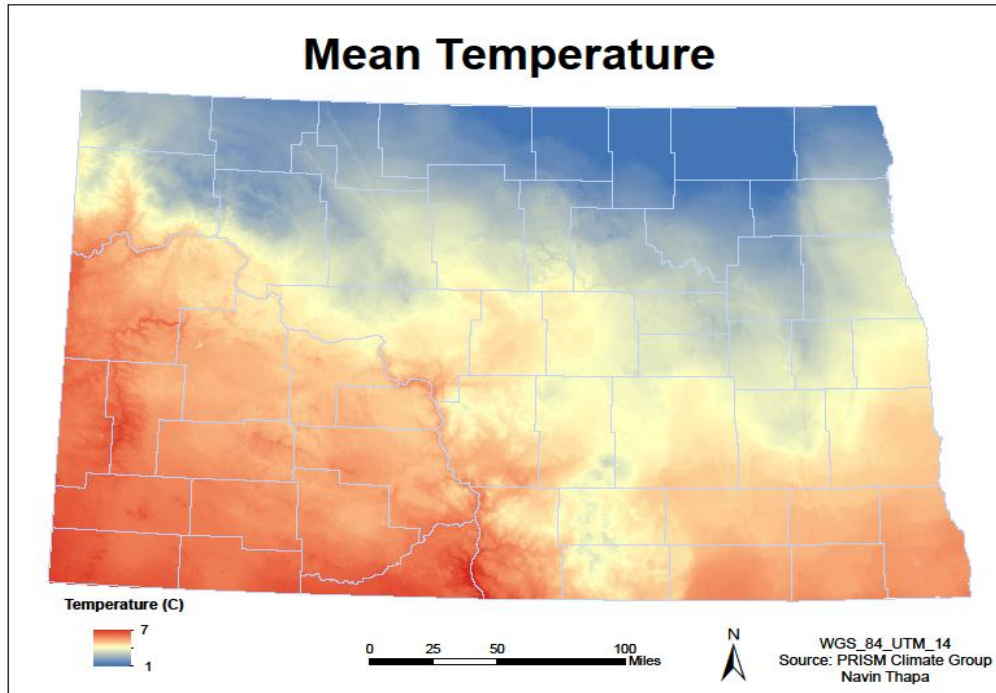 Mean Temperature
Temperature (C)
7
1
0 25 50 100
Miles
N
WGS_84_UTM_14
Source: PRISM Climate Group
Navin Thapa